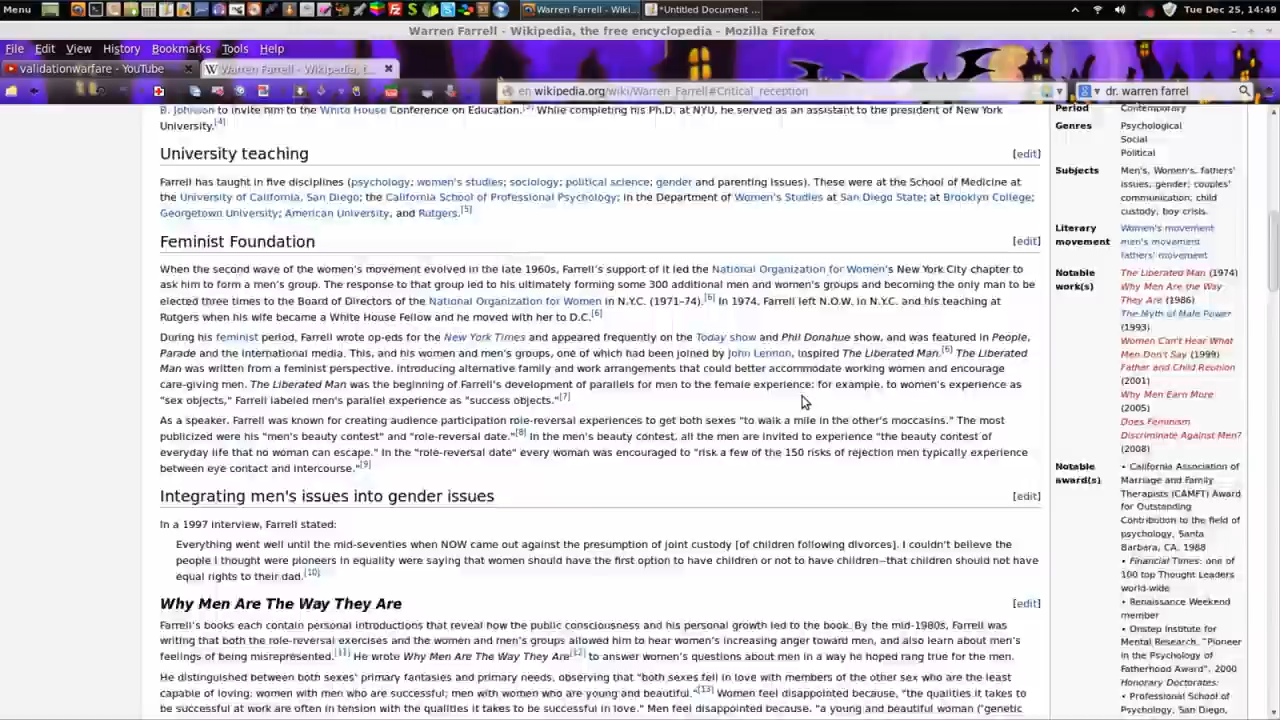 Menu
Warren Farrell - Wiki...
*Untitled Document ...
Tue Dec 25, 14:49
Warren Farrell - Wikipedia, the free encyclopedia - Mozilla Firefox
File Edit View History Bookmarks Tools Help
validationwarfare - YouTube
Warren Farrell - Wikipedia, t...
en.wikipedia.org/wiki/Warren_Farrell#Critical_reception
dr. warren farrel
B. Johnson to invite him to the White House Conference on Education. While completing his Ph.D. at NYU, he served as an assistant to the president of New York
University.[4]
University teaching [edit]
Farrell has taught in five disciplines (psychology; women's studies; sociology; political science; gender and parenting issues). These were at the School of Medicine at
the University of California, San Diego; the California School of Professional Psychology; in the Department of Women's Studies at San Diego State; at Brooklyn College;
Georgetown University; American University, and Rutgers.[5]
Feminist Foundation [edit]
When the second wave of the women's movement evolved in the late 1960s, Farrell's support of it led the National Organization for Women's New York City chapter to
ask him to form a men's group. The response to that group led to his ultimately forming some 300 additional men and women's groups and becoming the only man to be
elected three times to the Board of Directors of the National Organization for Women in N.Y.C. (1971–74).[6] In 1974, Farrell left N.O.W. in N.Y.C. and his teaching at
Rutgers when his wife became a White House Fellow and he moved with her to D.C.[6]
During his feminist period, Farrell wrote op-eds for the New York Times and appeared frequently on the Today show and Phil Donahue show, and was featured in People,
Parade and the international media. This, and his women and men's groups, one of which had been joined by John Lennon, inspired The Liberated Man.[6] The Liberated
Man was written from a feminist perspective, introducing alternative family and work arrangements that could better accommodate working women and encourage
care-giving men. The Liberated Man was the beginning of Farrell's development of parallels for men to the female experience: for example, to women's experience as
"sex objects," Farrell labeled men's parallel experience as "success objects."[7]
As a speaker, Farrell was known for creating audience participation role-reversal experiences to get both sexes "to walk a mile in the other's moccasins." The most
publicized were his "men's beauty contest" and "role-reversal date."[8] In the men's beauty contest, all the men are invited to experience "the beauty contest of
everyday life that no woman can escape." In the "role-reversal date" every woman was encouraged to "risk a few of the 150 risks of rejection men typically experience
between eye contact and intercourse."[9]
Integrating men's issues into gender issues [edit]
In a 1997 interview, Farrell stated:
Everything went well until the mid-seventies when NOW came out against the presumption of joint custody [of children following divorces]. I couldn't believe the
people I thought were pioneers in equality were saying that women should have the first option to have children or not to have children—that children should not have
equal rights to their dad.[10]
Why Men Are The Way They Are [edit]
Farrell's books each contain personal introductions that reveal how the public consciousness and his personal growth led to the book. By the mid-1980s, Farrell was
writing that both the role-reversal exercises and the women and men's groups allowed him to hear women's increasing anger toward men, and also learn about men's
feelings of being misrepresented.[11] He wrote Why Men Are The Way They Are[12] to answer women's questions about men in a way he hoped rang true for the men.
He distinguished between both sexes' primary fantasies and primary needs, observing that "both sexes fell in love with members of the other sex who are the least
capable of loving: women with men who are successful; men with women who are young and beautiful."[13] Women feel disappointed because, "the qualities it takes to
be successful at work are often in tension with the qualities it takes to be successful in love." Men feel disappointed because, "a young and beautiful woman ("genetic
Period Contemporary
Genres Psychological
Social
Political
Subjects Men's, Women's, fathers'
issues, gender; couples'
communication; child
custody, boy crisis.
Literary Women's movement
movement men's movement
fathers' movement
Notable The Liberated Man (1974)
work(s) Why Men Are the Way
They Are (1986)
The Myth of Male Power
(1993)
Women Can't Hear What
Men Don't Say (1999)
Father and Child Reunion
(2001)
Why Men Earn More
(2005)
Does Feminism
Discriminate Against Men?
(2008)
Notable • California Association of
award(s) Marriage and Family
Therapists (CAMFT) Award
for Outstanding
Contribution to the field of
psychology, Santa
Barbara, CA, 1988
• Financial Times: one of
100 top Thought Leaders
world-wide
• Renaissance Weekend
member
• Onstep Institute for
Mental Research, "Pioneer
in the Psychology of
Fatherhood Award", 2000
Honorary Doctorates:
• Professional School of
Psychology, San Diego,